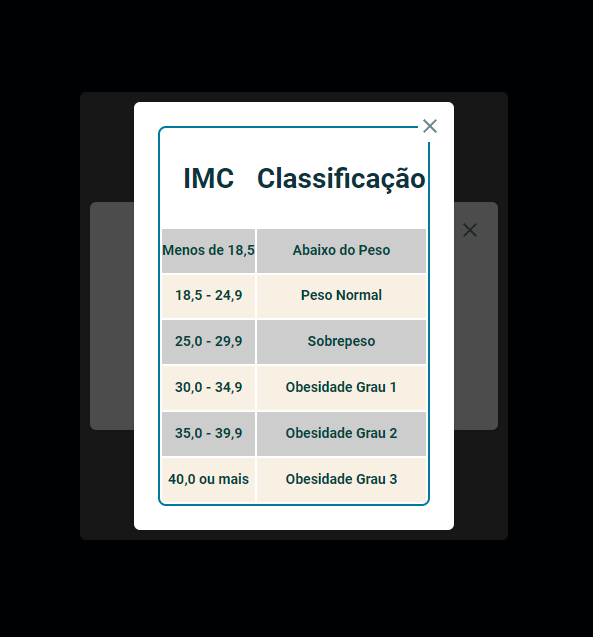 IMC Classificação
Menos de 18,5 Abaixo do Peso
18,5 - 24,9 Peso Normal
25,0 - 29,9 Sobrepeso
30,0 - 34,9 Obesidade Grau 1
35,0 - 39,9 Obesidade Grau 2
40,0 ou mais Obesidade Grau 3